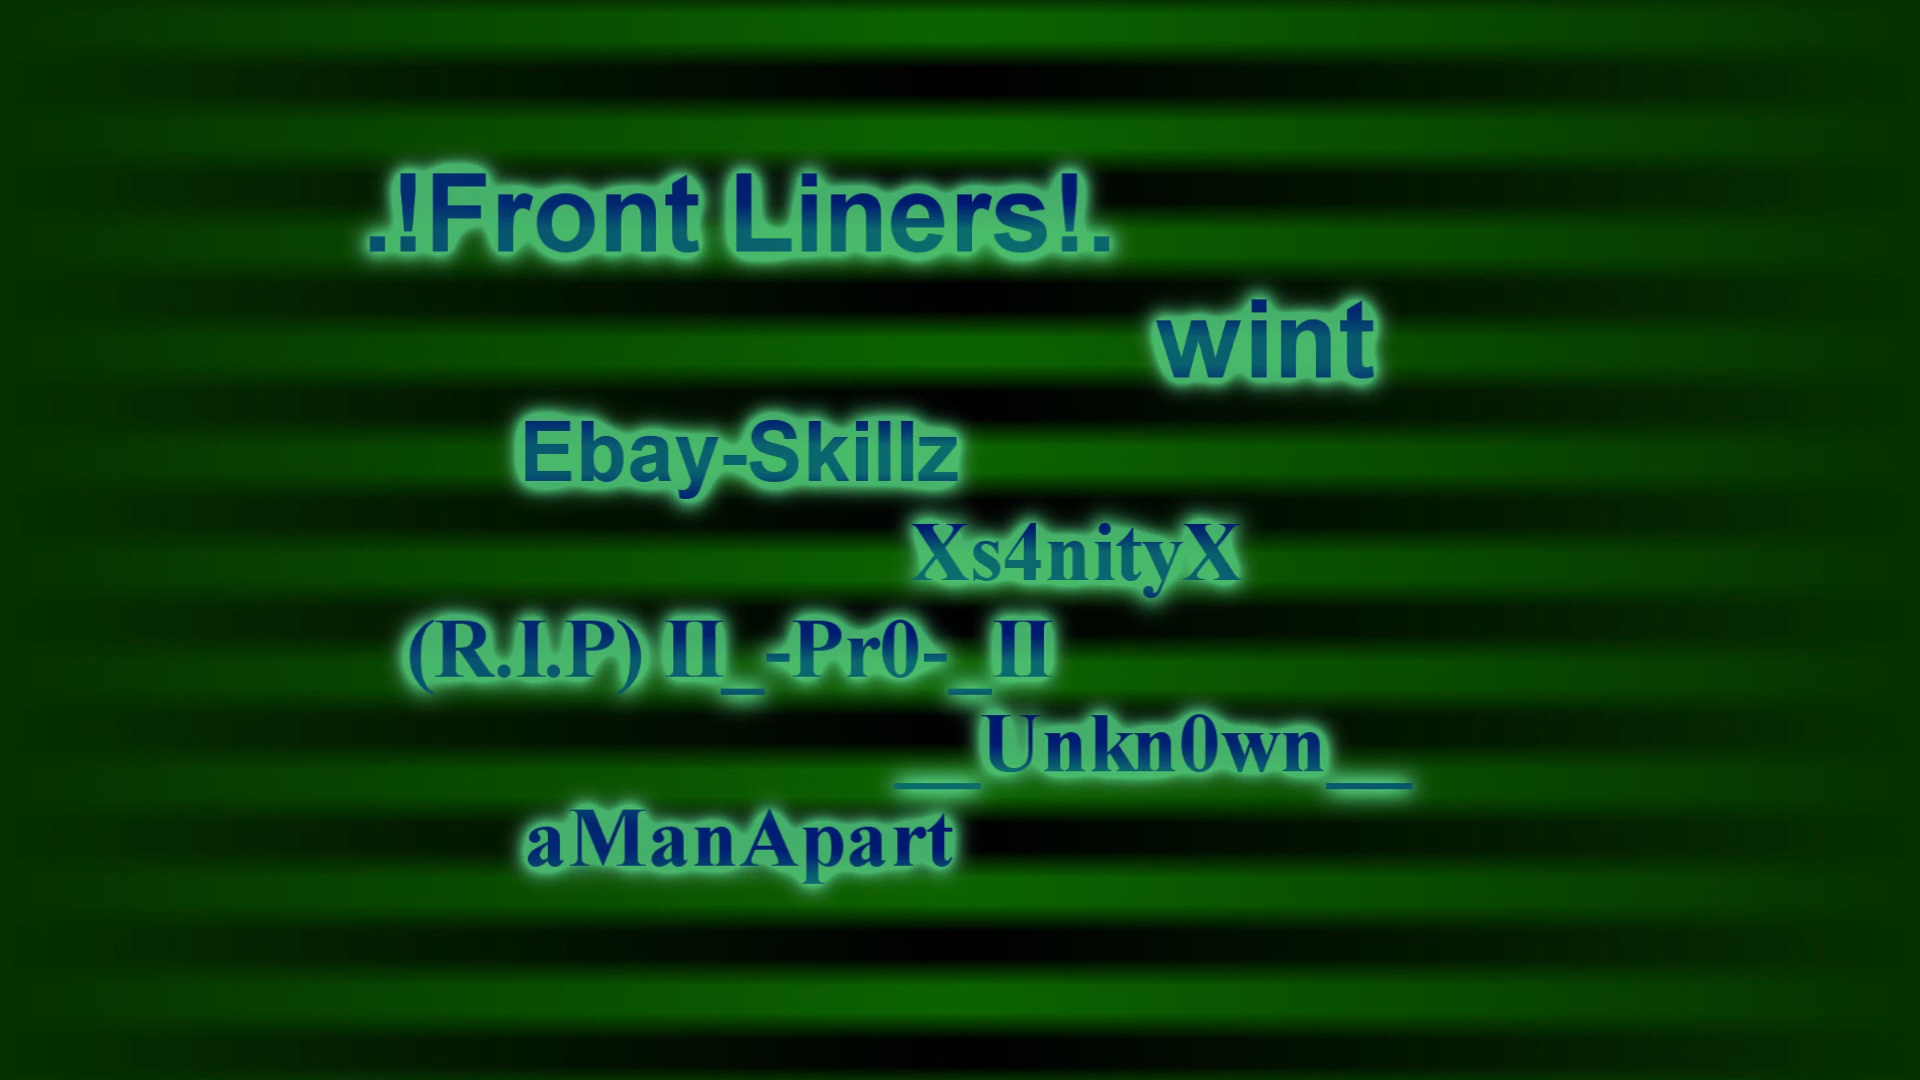 .!Front Liners!.
wint
Ebay-Skillz
Xs4nityX
(R.I.P) II_-Pr0-_II
__Unkn0wn__
aManApart